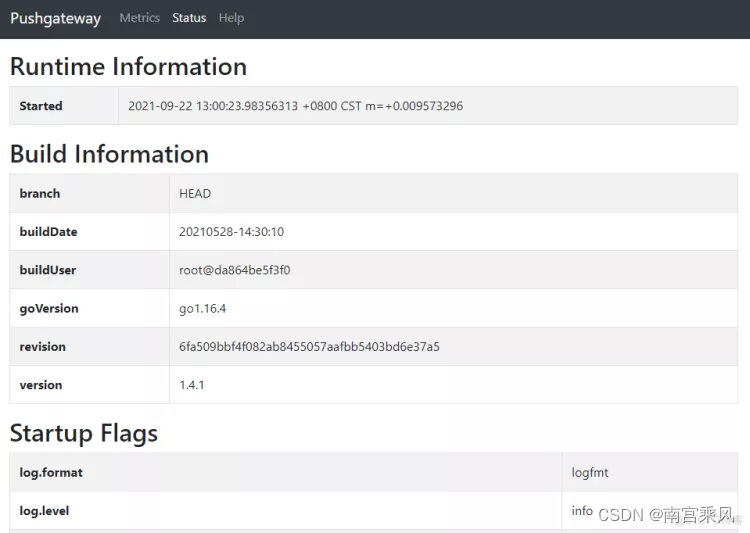 Pushgateway Metrics Status Help
Runtime Information
Started 2021-09-22 13:00:23.98356313 +0800 CST m=+0.009573296
Build Information
branch HEAD
buildDate 20210528-14:30:10
buildUser root@da864be5f3f0
goVersion go1.16.4
revision 6fa509bbf4f082ab8455057aafbb5403bd6e37a5
version 1.4.1
Startup Flags
log.format logfmt
log.level info
CSDN @南宫乘风